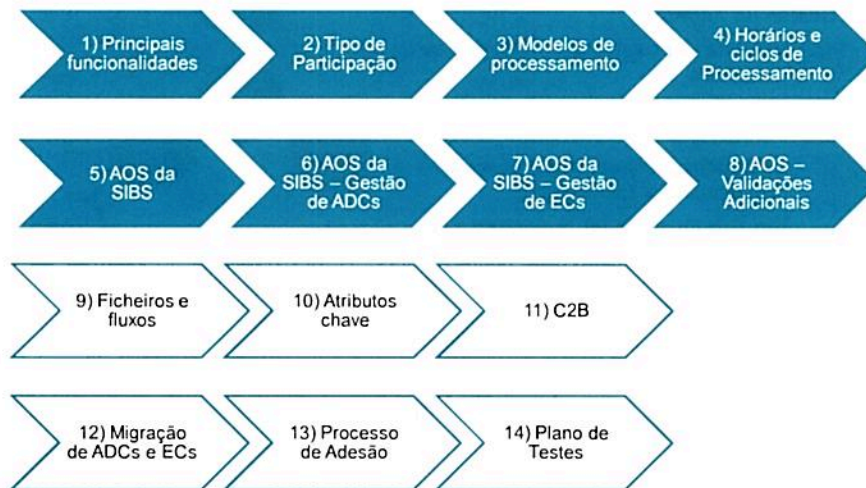 1) Principais
funcionalidades
2) Tipo de
Participação
3) Modelos de
processamento
4) Horários e
ciclos de
Processamento
5) AOS da
SIBS
6) AOS da
SIBS – Gestão
de ADCs
7) AOS da
SIBS – Gestão
de ECs
8) AOS –
Validações
Adicionais
9) Ficheiros e
fluxos
10) Atributos
chave
11) C2B
12) Migração
de ADCs e ECs
13) Processo
de Adesão
14) Plano de
Testes